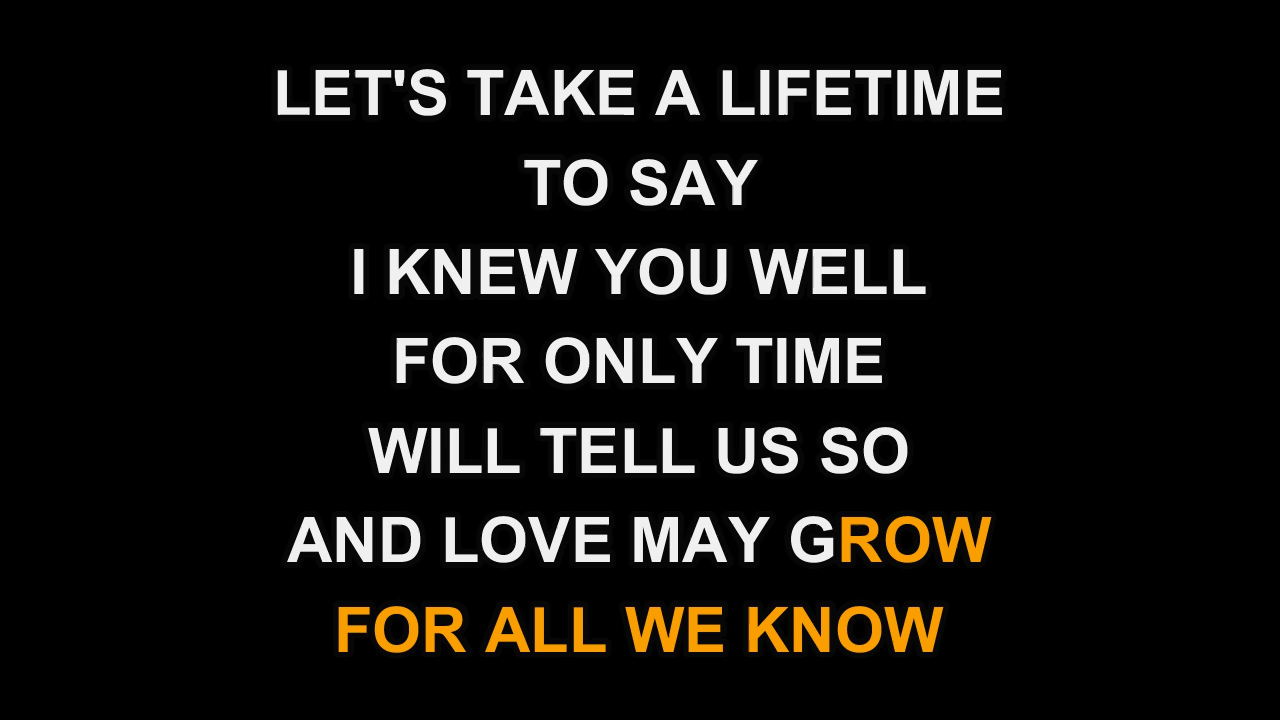 LET'S TAKE A LIFETIME
TO SAY
I KNEW YOU WELL
FOR ONLY TIME
WILL TELL US SO
AND LOVE MAY GROW
FOR ALL WE KNOW